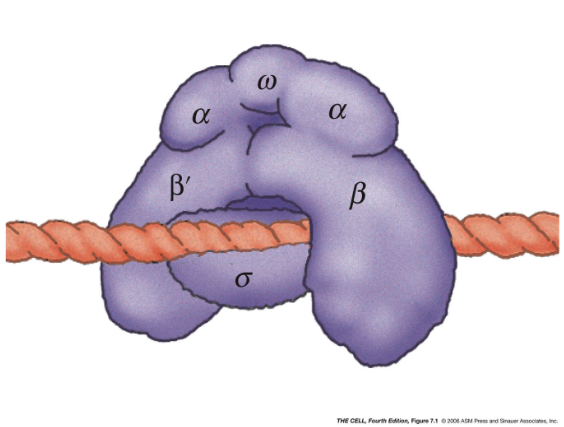 ω
α
α
β′
β
σ
THE CELL, Fourth Edition, Figure 7.1 © 2006 ASM Press and Sinauer Associates, Inc.